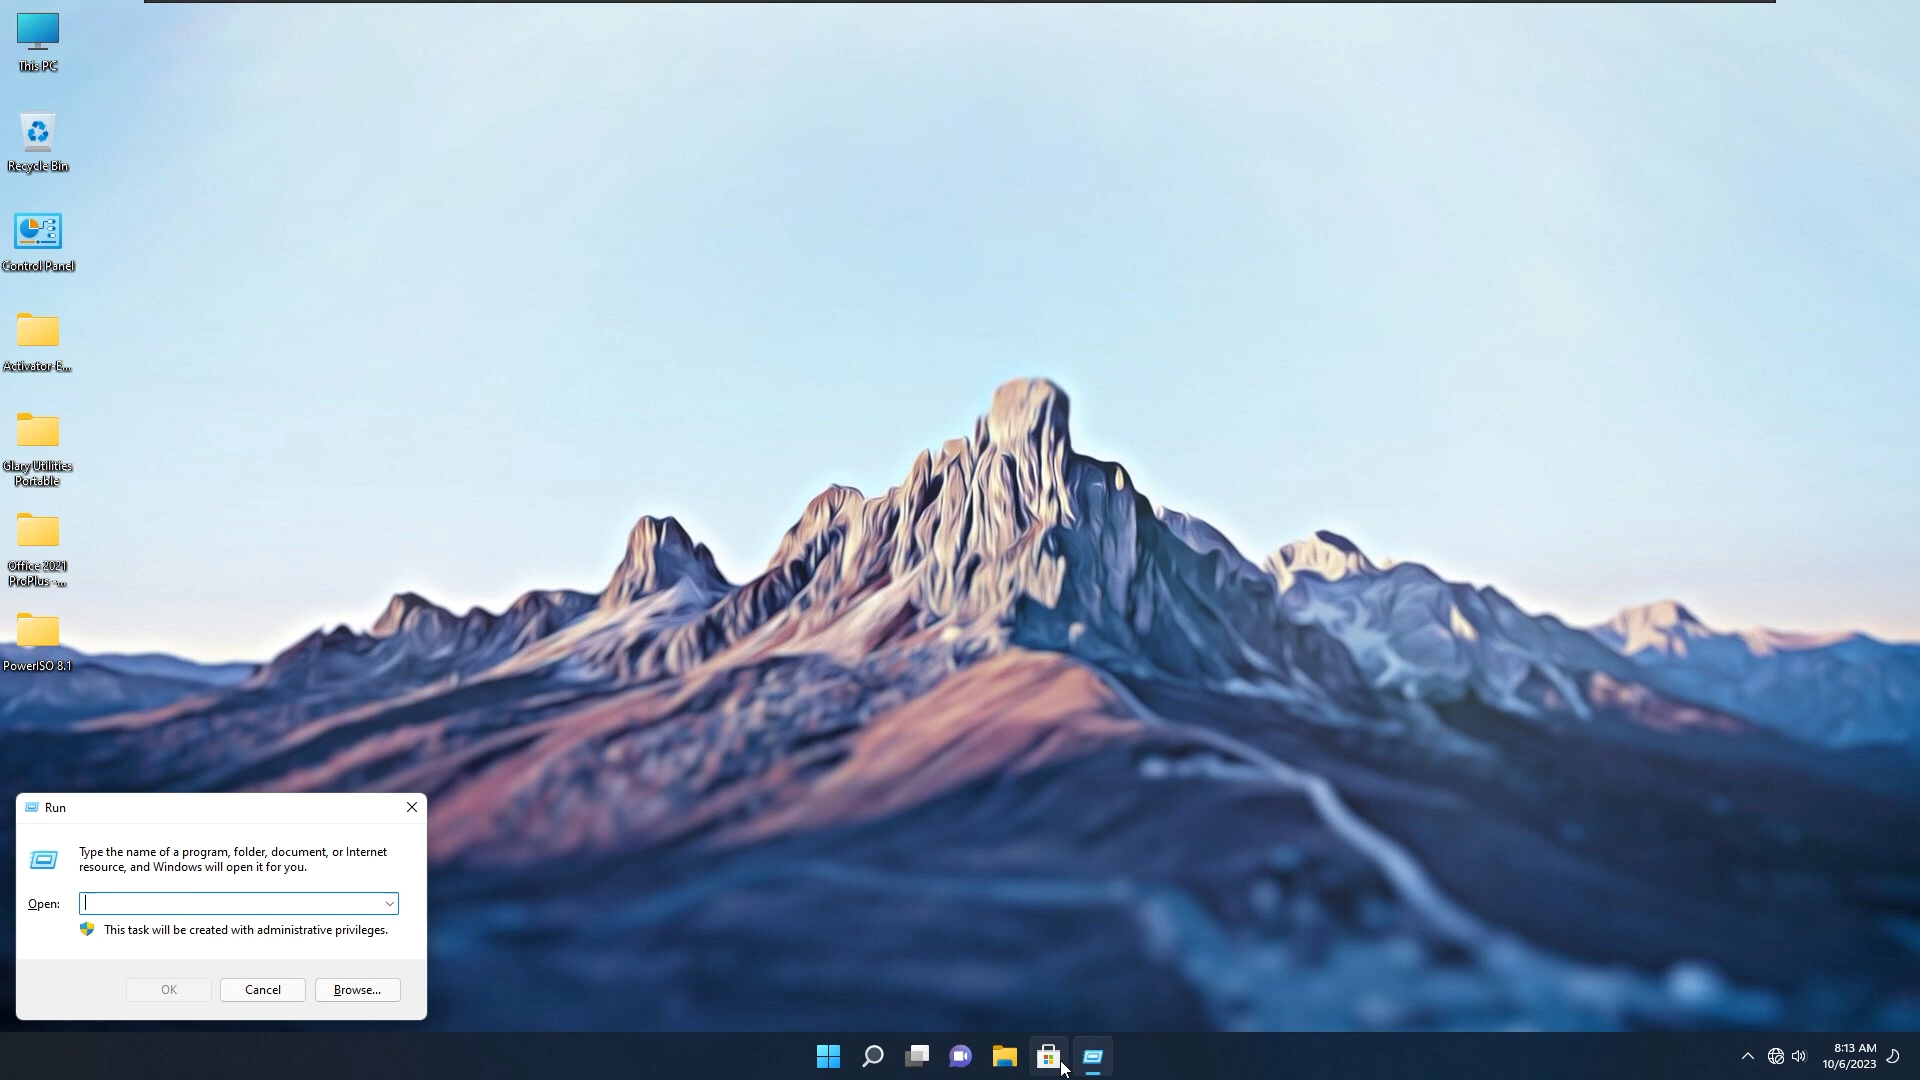 This PC
Recycle Bin
Control Panel
Activator-E...
Glary Utilities
Portable
Office 2021
ProPlus -...
PowerISO 8.1
Run
Type the name of a program, folder, document, or Internet
resource, and Windows will open it for you.
Open:
This task will be created with administrative privileges.
OK
Cancel
Browse...
8:13 AM
10/6/2023